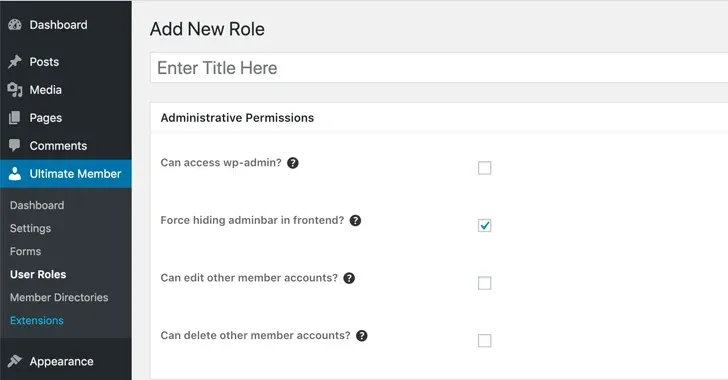 Dashboard
Posts
Media
Pages
Comments
Ultimate Member
Dashboard
Settings
Forms
User Roles
Member Directories
Extensions
Appearance
Add New Role
Enter Title Here
Administrative Permissions
Can access wp-admin? ?
Force hiding adminbar in frontend? ?
Can edit other member accounts? ?
Can delete other member accounts? ?